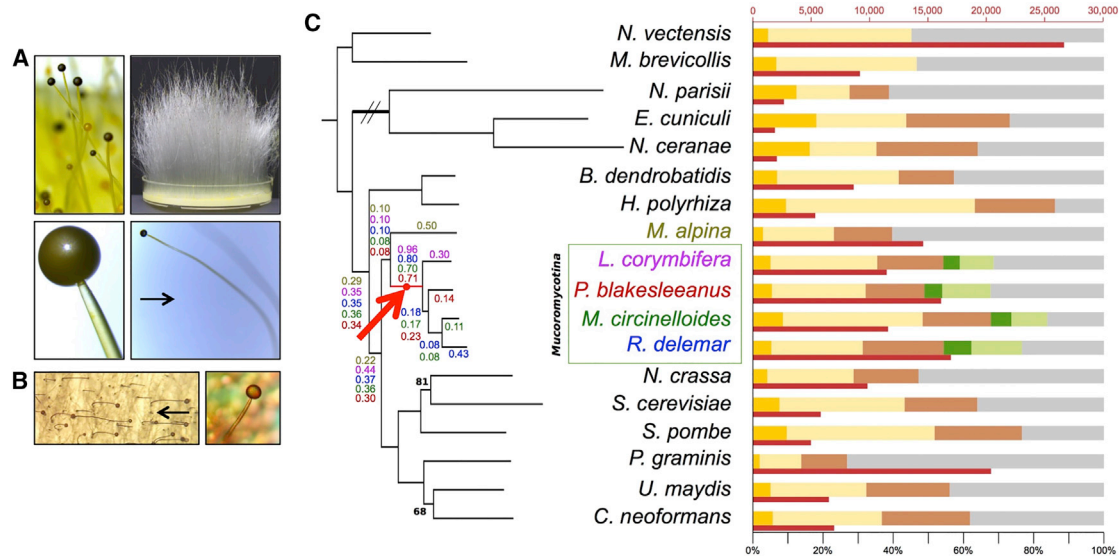 A
B
C
0
5,000
10,000
15,000
20,000
25,000
30,000
N. vectensis
M. brevicollis
N. parisii
E. cuniculi
N. ceranae
B. dendrobatidis
H. polyrhiza
M. alpina
L. corymbifera
P. blakesleeanus
M. circinelloides
R. delemar
N. crassa
S. cerevisiae
S. pombe
P. graminis
U. maydis
C. neoformans
Mucoromycotina
0.10
0.10
0.10
0.08
0.08
0.50
0.96
0.80
0.70
0.71
0.30
0.29
0.35
0.35
0.36
0.34
0.14
0.18
0.17
0.23
0.11
0.08
0.08
0.43
0.22
0.44
0.37
0.36
0.30
81
68
0%
20%
40%
60%
80%
100%